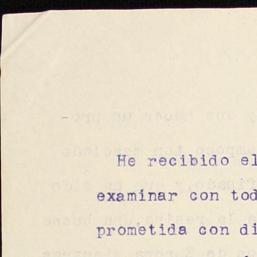 He recibido el
examinar con tod
prometida con di